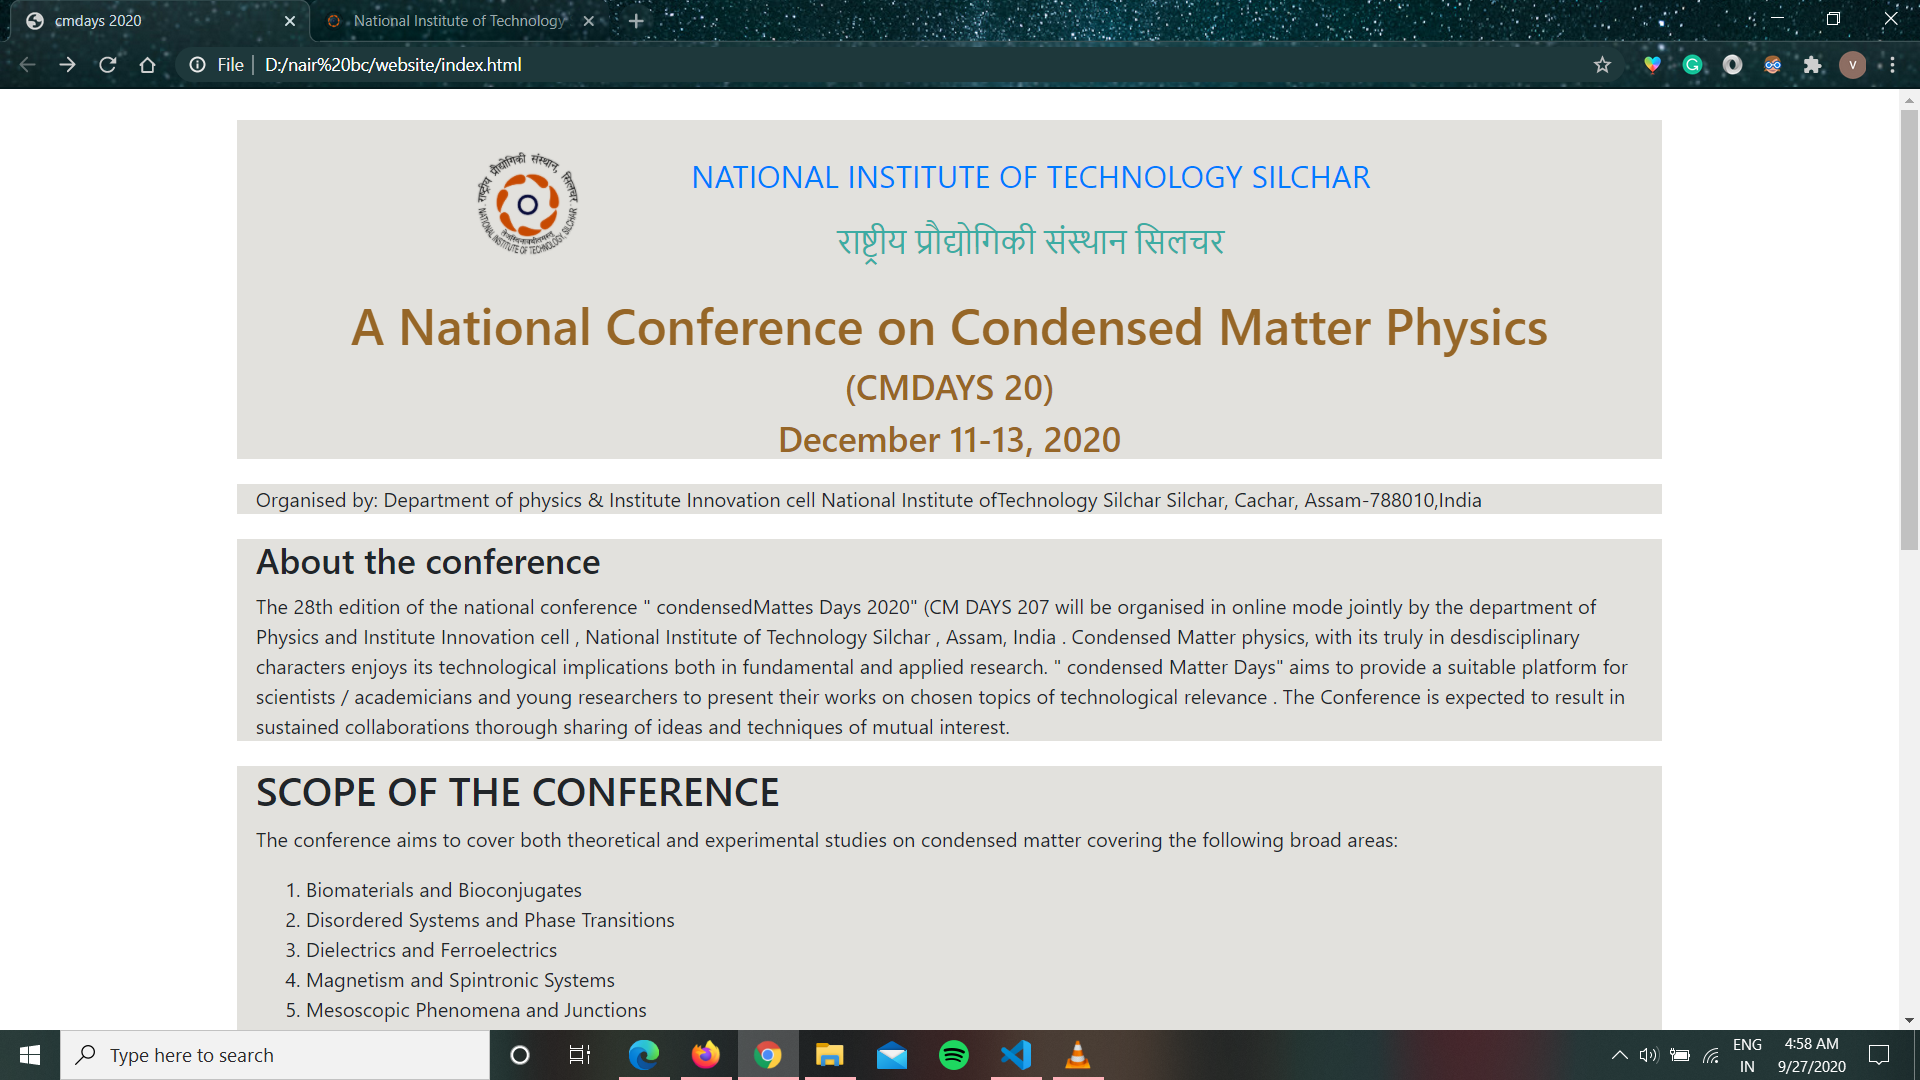 cmdays 2020
National Institute of Technology
File
D:/nair%20bc/website/index.html
V
राष्ट्रीय प्रौद्योगिकी संस्थान, सिलचर
NATIONAL INSTITUTE OF TECHNOLOGY, SILCHAR
NATIONAL INSTITUTE OF TECHNOLOGY SILCHAR
राष्ट्रीय प्रौद्योगिकी संस्थान सिलचर
A National Conference on Condensed Matter Physics
(CMDAYS 20)
December 11-13, 2020
Organised by: Department of physics & Institute Innovation cell National Institute ofTechnology Silchar Silchar, Cachar, Assam-788010,India
About the conference
The 28th edition of the national conference " condensedMattes Days 2020" (CM DAYS 207 will be organised in online mode jointly by the department of
Physics and Institute Innovation cell , National Institute of Technology Silchar , Assam, India . Condensed Matter physics, with its truly in desdisciplinary
characters enjoys its technological implications both in fundamental and applied research. " condensed Matter Days" aims to provide a suitable platform for
scientists / academicians and young researchers to present their works on chosen topics of technological relevance . The Conference is expected to result in
sustained collaborations thorough sharing of ideas and techniques of mutual interest.
SCOPE OF THE CONFERENCE
The conference aims to cover both theoretical and experimental studies on condensed matter covering the following broad areas:
1. Biomaterials and Bioconjugates
2. Disordered Systems and Phase Transitions
3. Dielectrics and Ferroelectrics
4. Magnetism and Spintronic Systems
5. Mesoscopic Phenomena and Junctions
Type here to search
ENG
IN
4:58 AM
9/27/2020